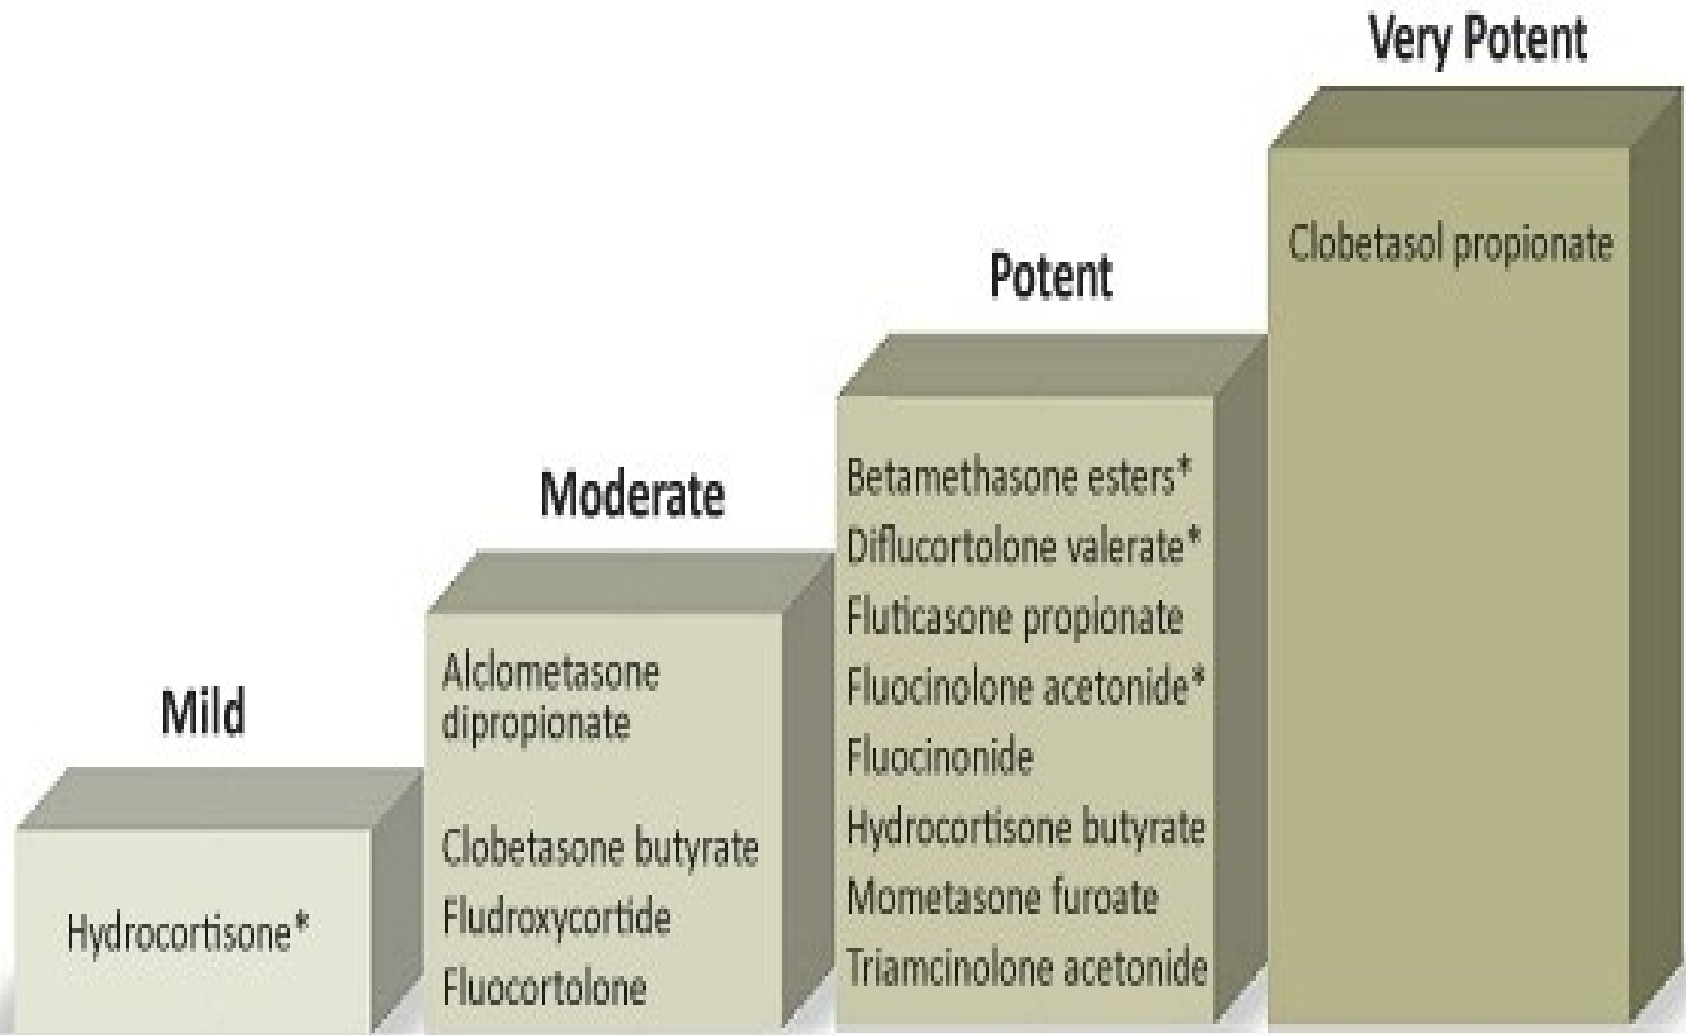 Mild
Hydrocortisone*
Moderate
Alclometasone
dipropionate
Clobetasone butyrate
Fludroxycortide
Fluocortolone
Potent
Betamethasone esters*
Diflucortolone valerate*
Fluticasone propionate
Fluocinolone acetonide*
Fluocinonide
Hydrocortisone butyrate
Mometasone furoate
Triamcinolone acetonide
Very Potent
Clobetasol propionate